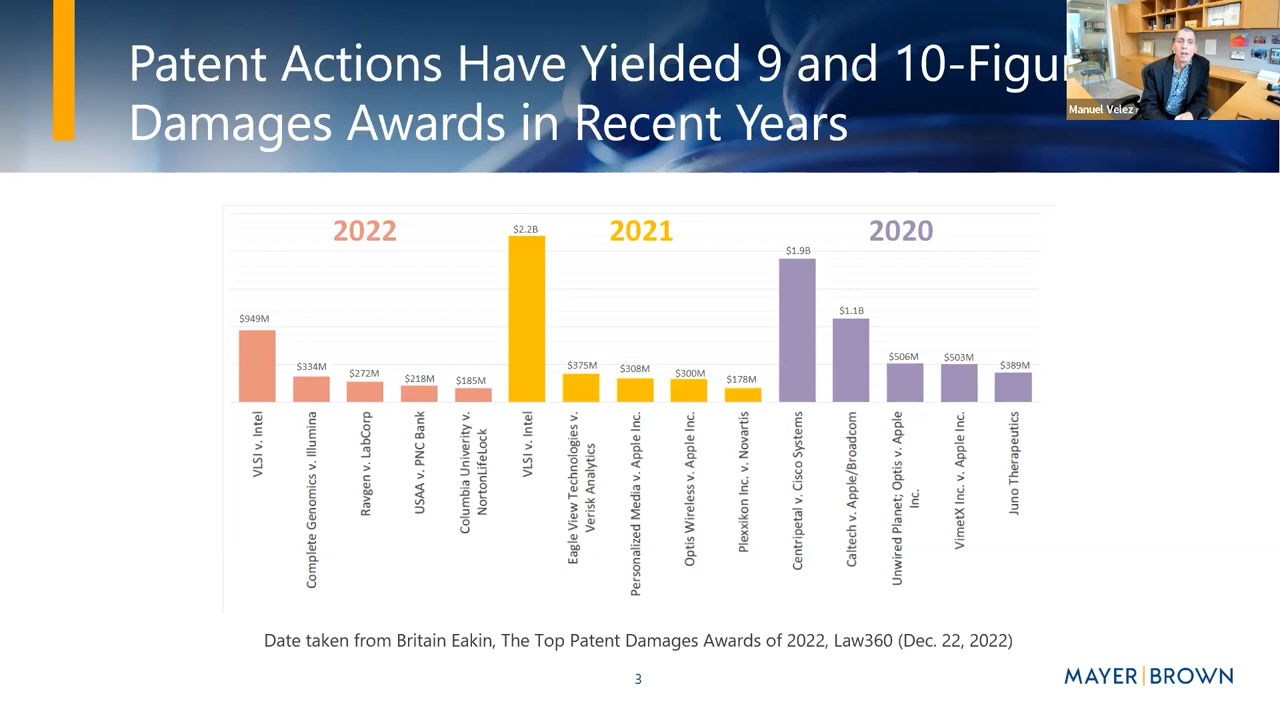 Patent Actions Have Yielded 9 and 10-Figur
Damages Awards in Recent Years
Manuel Velez
2022
2021
2020
$949M
$334M
$272M
$218M
$185M
$2.2B
$375M
$308M
$300M
$178M
$1.9B
$1.1B
$506M
$503M
$389M
VLSI v. Intel
Complete Genomics v. Illumina
Ravgen v. LabCorp
USAA v. PNC Bank
Columbia Univerity v.
NortonLifeLock
VLSI v. Intel
Eagle View Technologies v.
Verisk Analytics
Personalized Media v. Apple Inc.
Optis Wireless v. Apple Inc.
Plexxikon Inc. v. Novartis
Centripetal v. Cisco Systems
Caltech v. Apple/Broadcom
Unwired Planet; Optis v. Apple
Inc.
VimetX Inc. v. Apple Inc.
Juno Therapeutics
Date taken from Britain Eakin, The Top Patent Damages Awards of 2022, Law360 (Dec. 22, 2022)
3
MAYER|BROWN